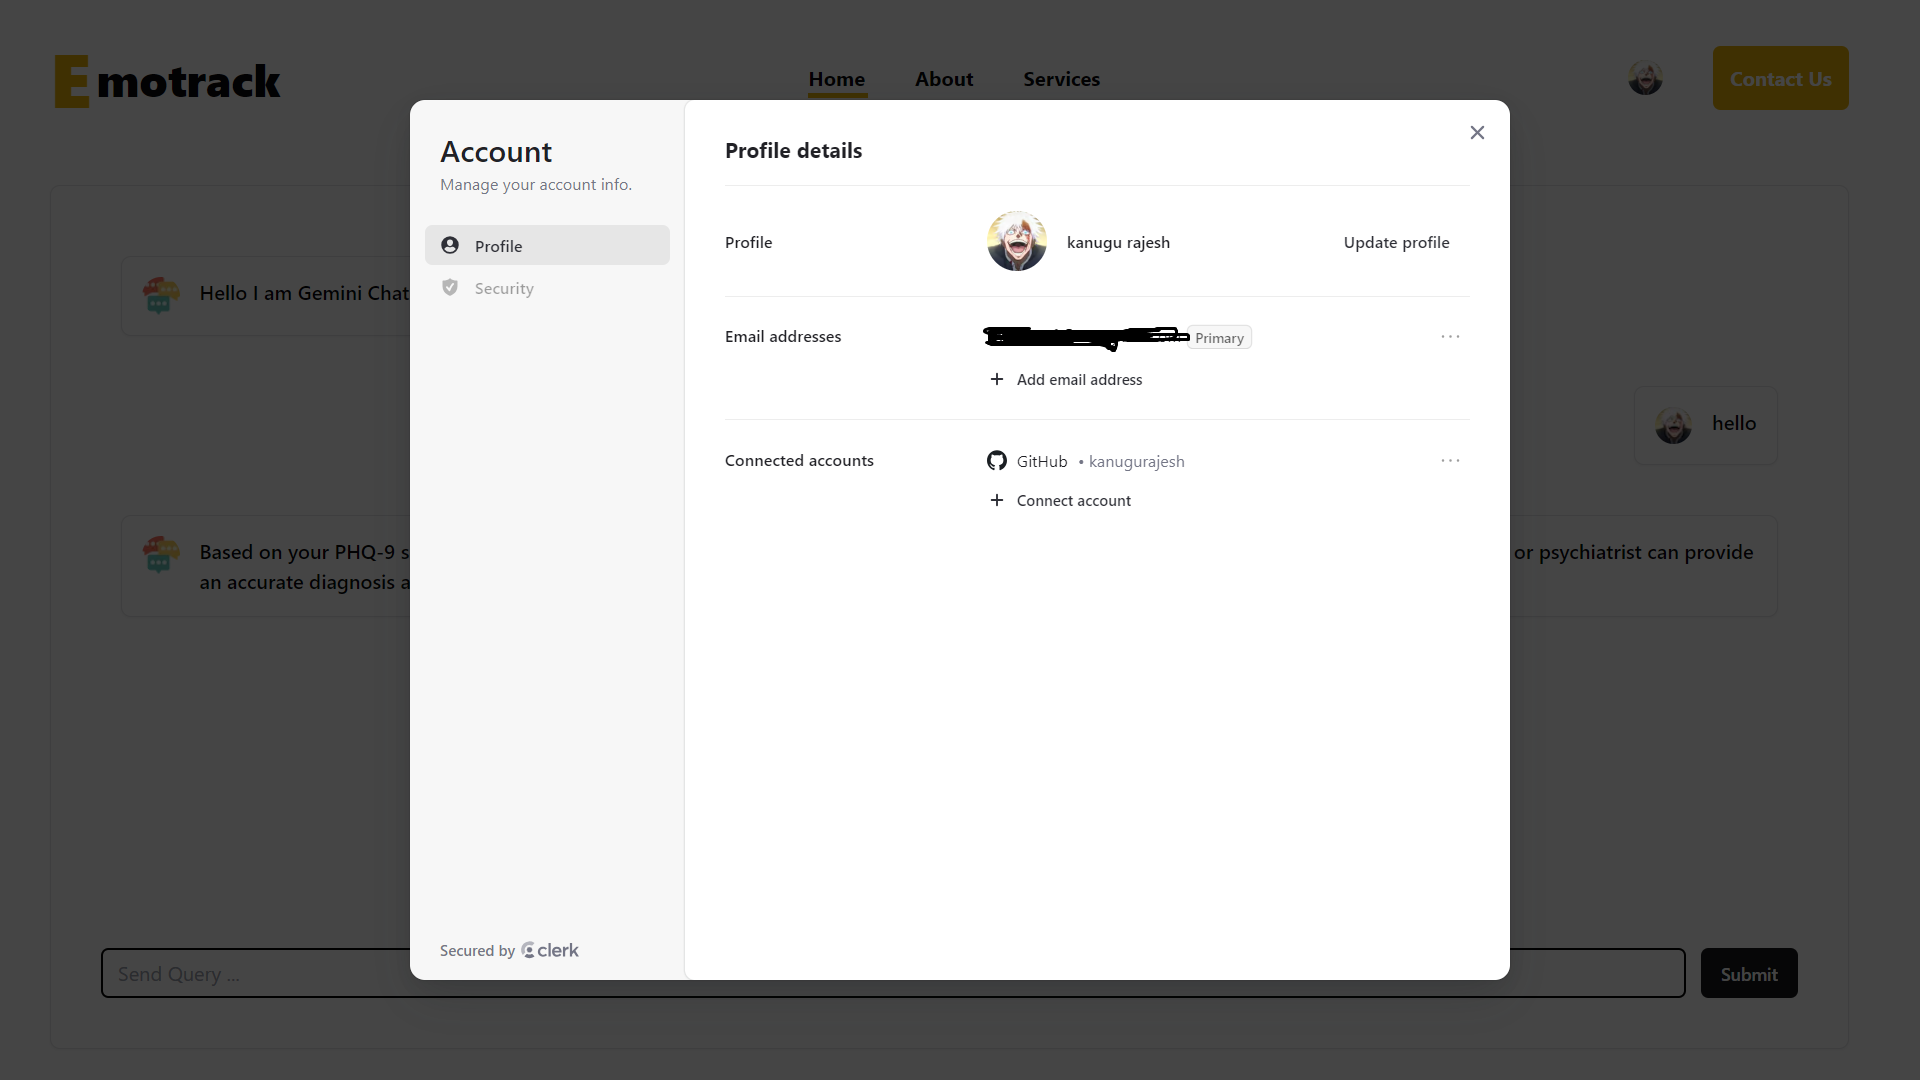 Emotrack
Home
About
Services
Contact Us
Account
Manage your account info.
Profile
Security
Secured by clerk
Profile details
Profile
kanugu rajesh
Update profile
Email addresses
Primary
Add email address
Connected accounts
GitHub • kanugurajesh
Connect account
Hello I am Gemini Chat
hello
Based on your PHQ-9 s
or psychiatrist can provide
an accurate diagnosis a
Send Query ...
Submit